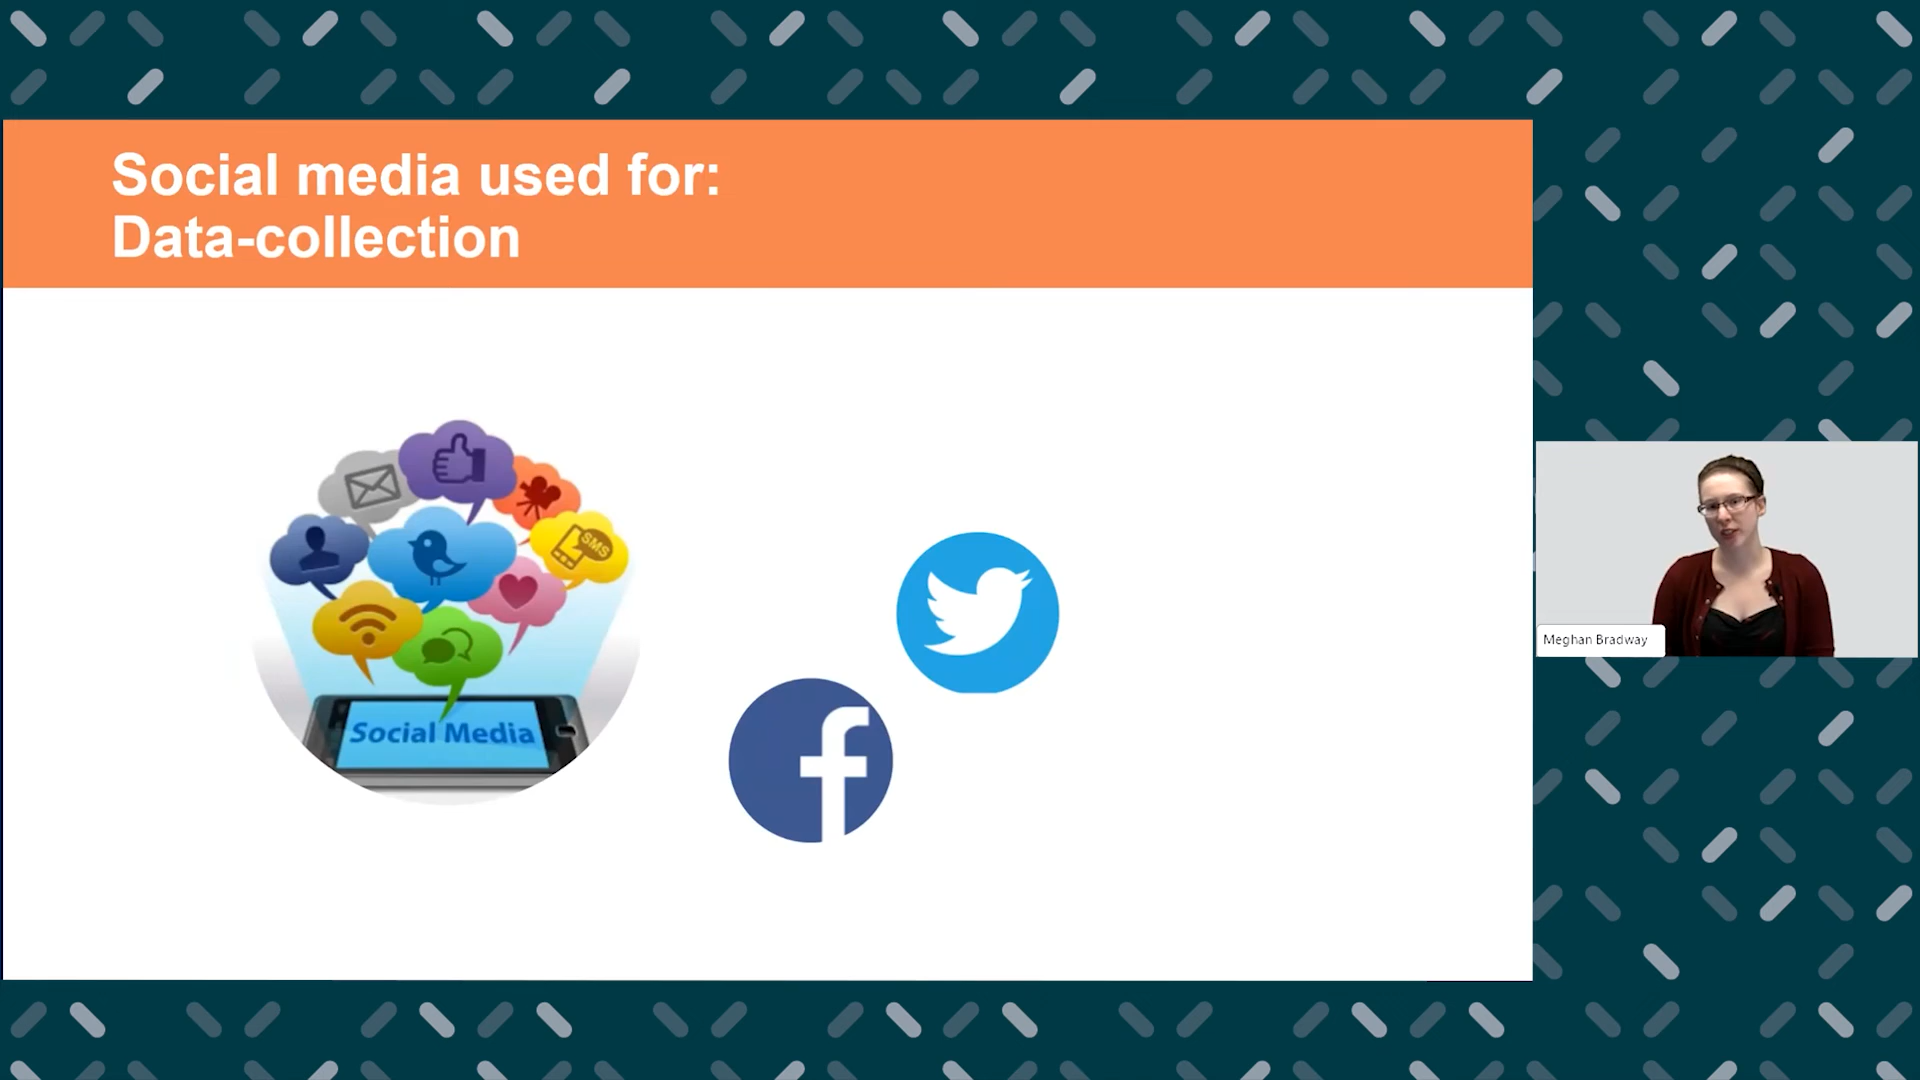 Social media used for:
Data-collection
SMS
Social Media
f
Meghan Bradway